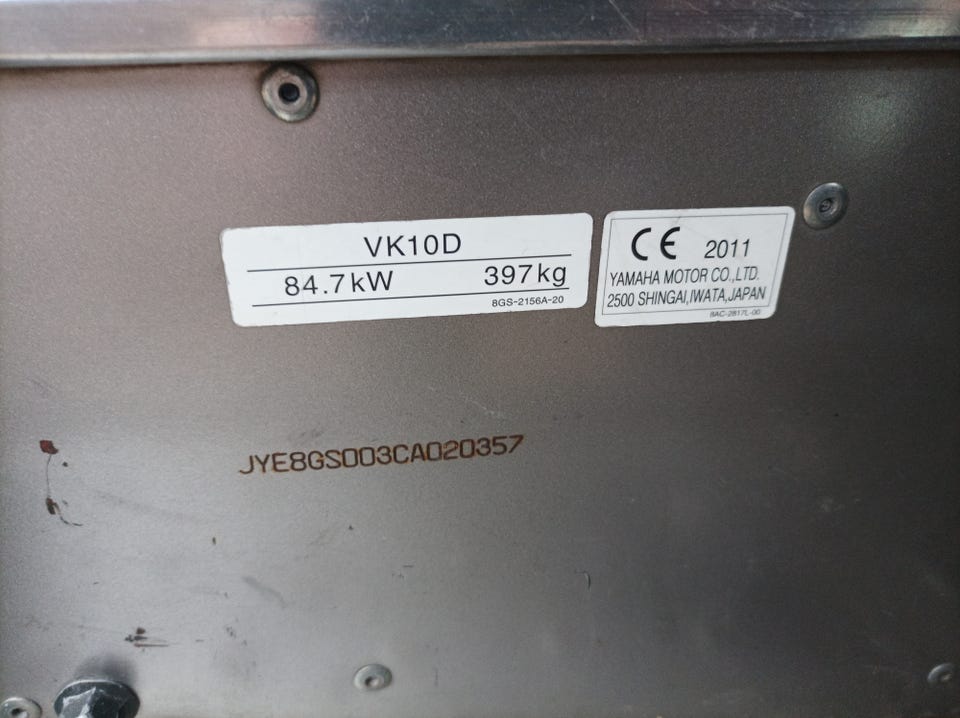 VK10D
84.7kW 397kg
8GS-2156A-20
CE 2011
YAMAHA MOTOR CO.,LTD.
2500 SHINGAI,IWATA,JAPAN
8AC-2817L-00
JYE8GS003CA020357